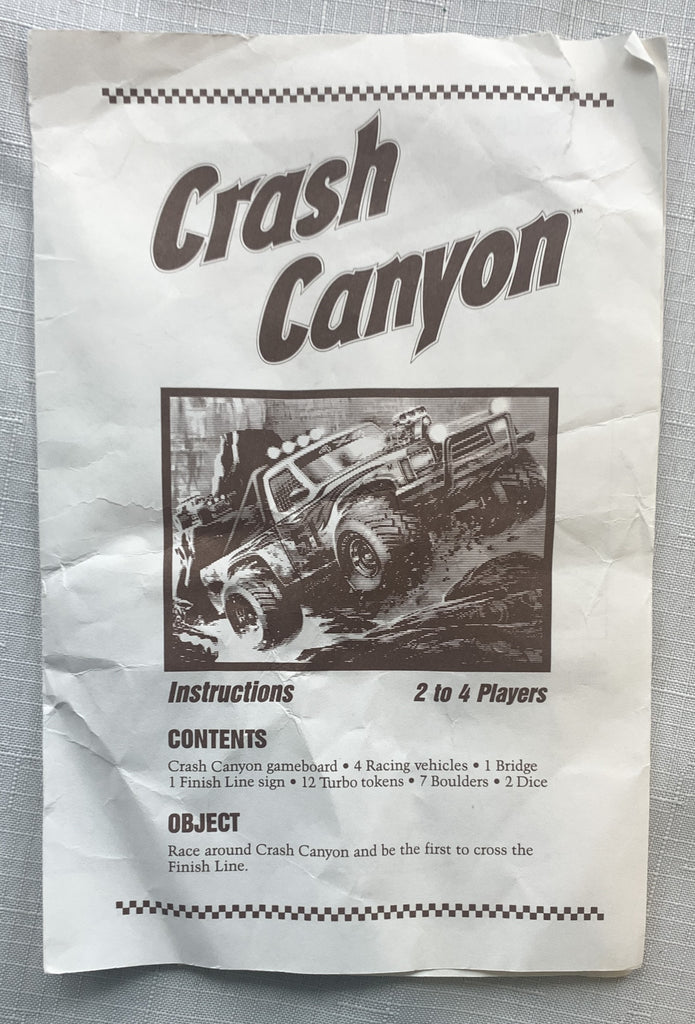 Crash
Canyon™
Instructions
2 to 4 Players
CONTENTS
Crash Canyon gameboard • 4 Racing vehicles • 1 Bridge
1 Finish Line sign • 12 Turbo tokens • 7 Boulders • 2 Dice
OBJECT
Race around Crash Canyon and be the first to cross the
Finish Line.